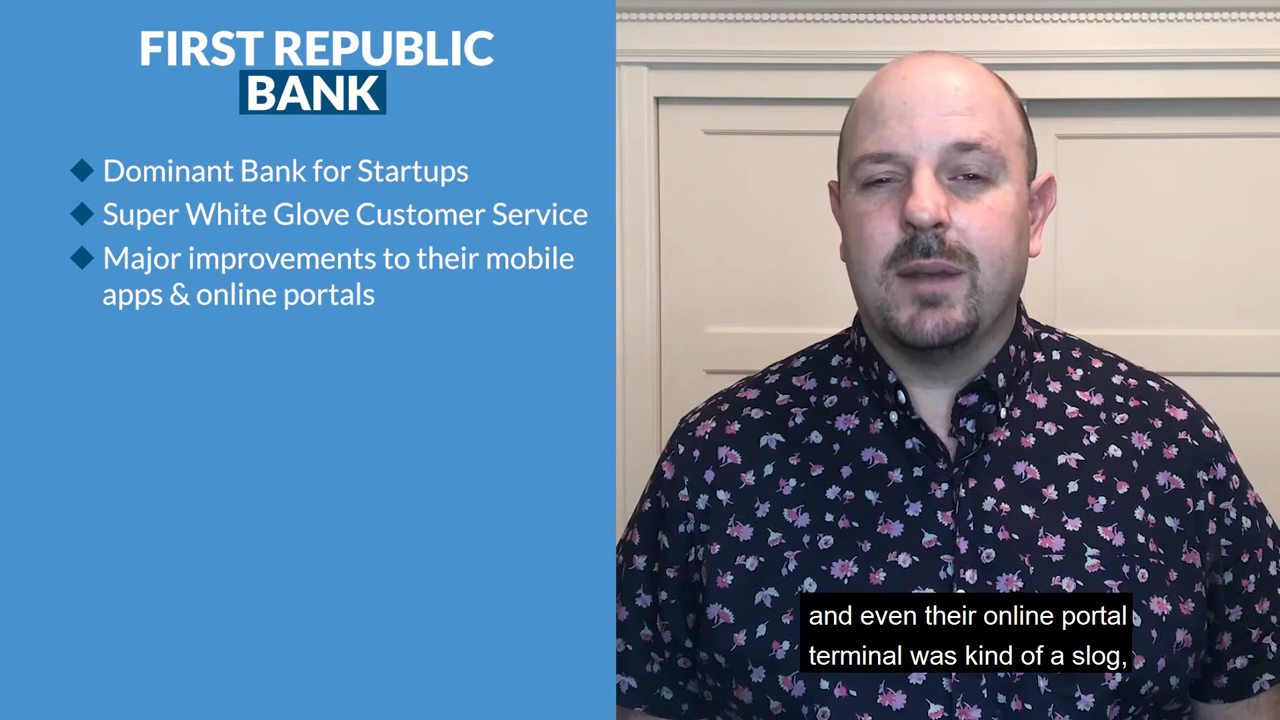 FIRST REPUBLIC
BANK
Dominant Bank for Startups
Super White Glove Customer Service
Major improvements to their mobile
apps & online portals
and even their online portal
terminal was kind of a slog,